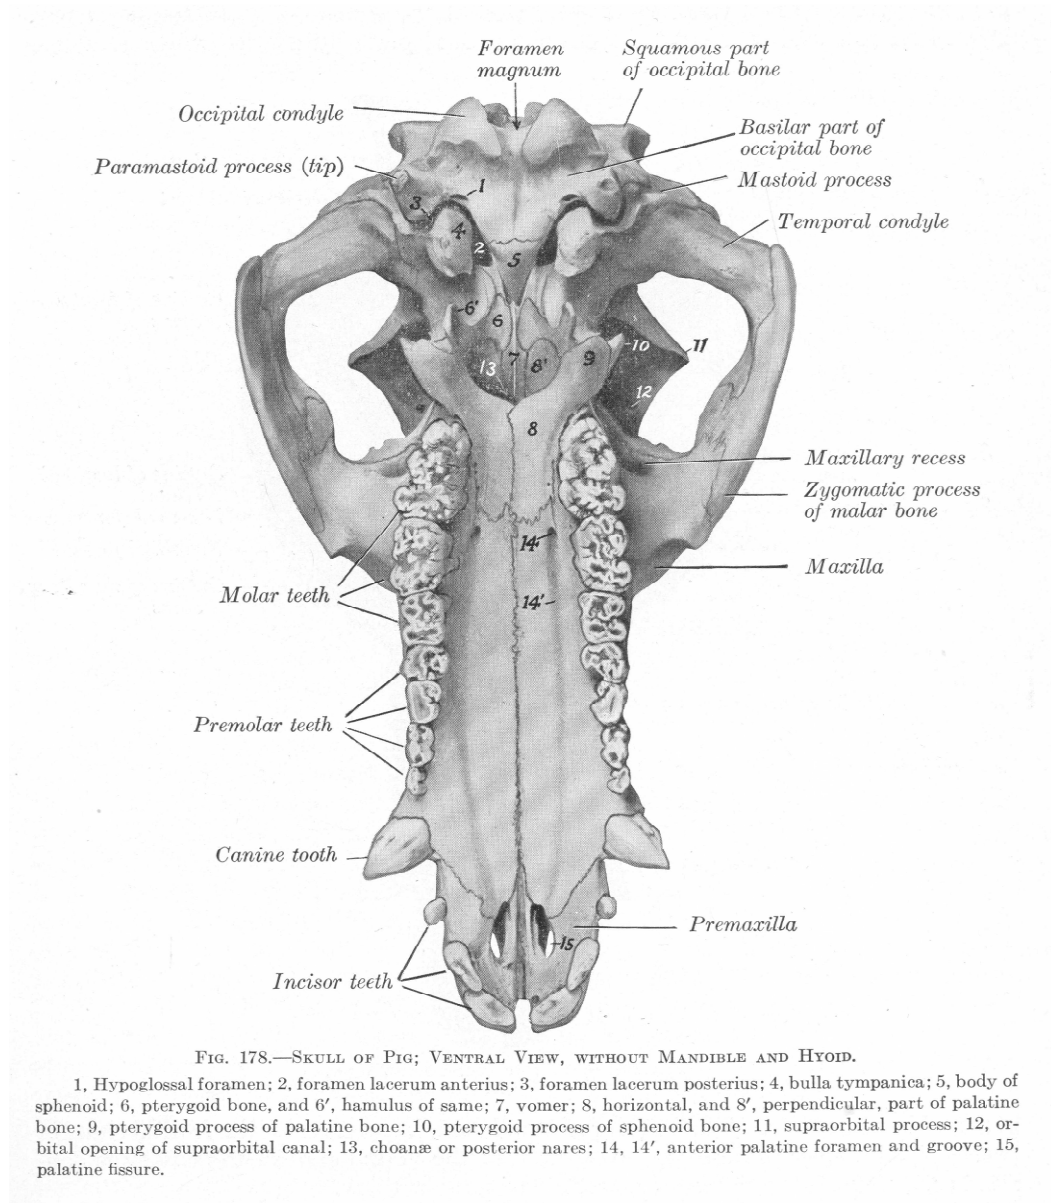 Foramen
magnum
Squamous part
of occipital bone
Occipital condyle
Basilar part of
occipital bone
Paramastoid process (tip)
Mastoid process
1
3
Temporal condyle
4
2
5
6′
6
10
11
7
8′
9
13
12
8
Maxillary recess
Zygomatic process
of malar bone
14
Maxilla
Molar teeth
14′
Premolar teeth
Canine tooth
Premaxilla
15
Incisor teeth
Fig. 178.—Skull of Pig; Ventral View, without Mandible and Hyoid.
1, Hypoglossal foramen; 2, foramen lacerum anterius; 3, foramen lacerum posterius; 4, bulla tympanica; 5, body of
sphenoid; 6, pterygoid bone, and 6′, hamulus of same; 7, vomer; 8, horizontal, and 8′, perpendicular, part of palatine
bone; 9, pterygoid process of palatine bone; 10, pterygoid process of sphenoid bone; 11, supraorbital process; 12, or-
bital opening of supraorbital canal; 13, choanæ or posterior nares; 14, 14′, anterior palatine foramen and groove; 15,
palatine fissure.